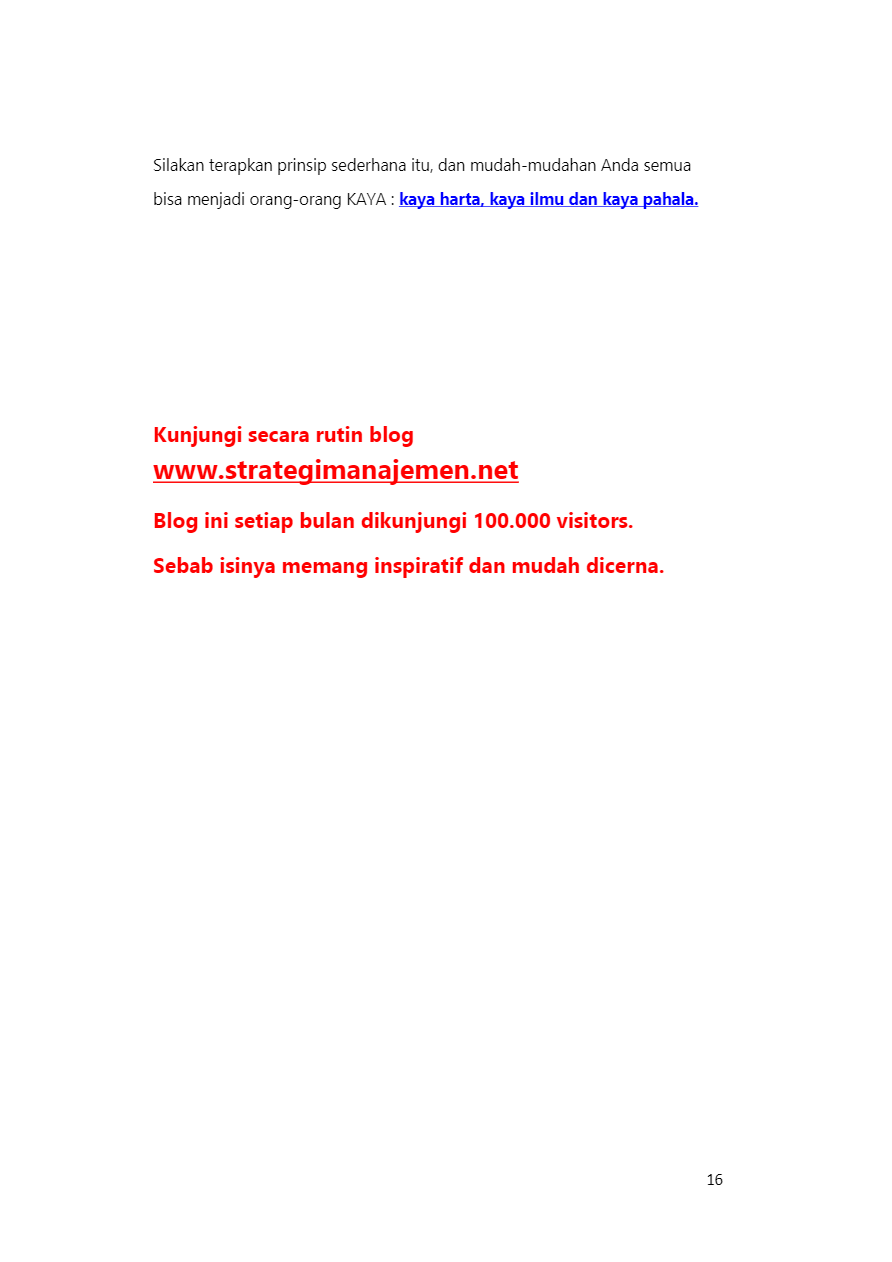 Silakan terapkan prinsip sederhana itu, dan mudah-mudahan Anda semua
bisa menjadi orang-orang KAYA : kaya harta, kaya ilmu dan kaya pahala.
Kunjungi secara rutin blog
www.strategimanajemen.net
Blog ini setiap bulan dikunjungi 100.000 visitors.
Sebab isinya memang inspiratif dan mudah dicerna.
16